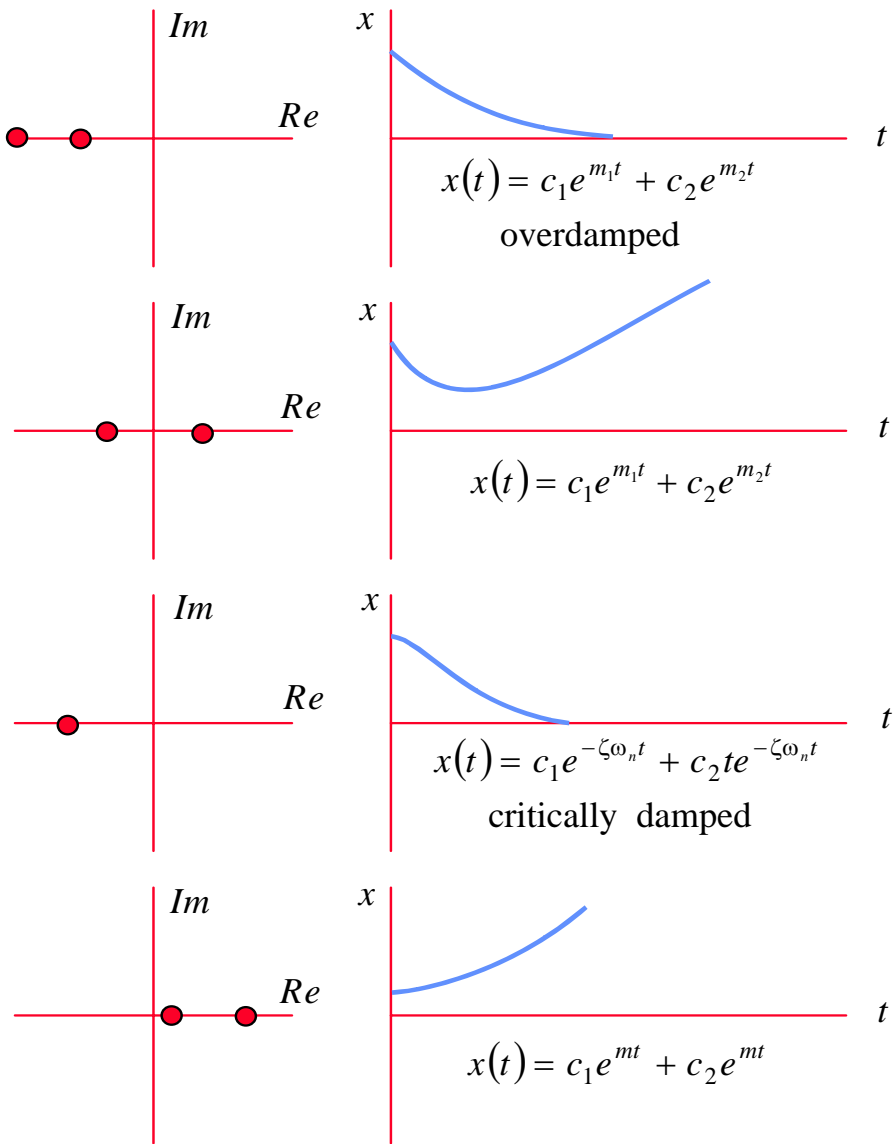 Im
Re
x
t
x(t) = c₁e^{m₁t} + c₂e^{m₂t}
overdamped
Im
Re
x
t
x(t) = c₁e^{m₁t} + c₂e^{m₂t}
Im
Re
x
t
x(t) = c₁e^{-ζωₙt} + c₂te^{-ζωₙt}
critically damped
Im
Re
x
t
x(t) = c₁e^{mt} + c₂e^{mt}